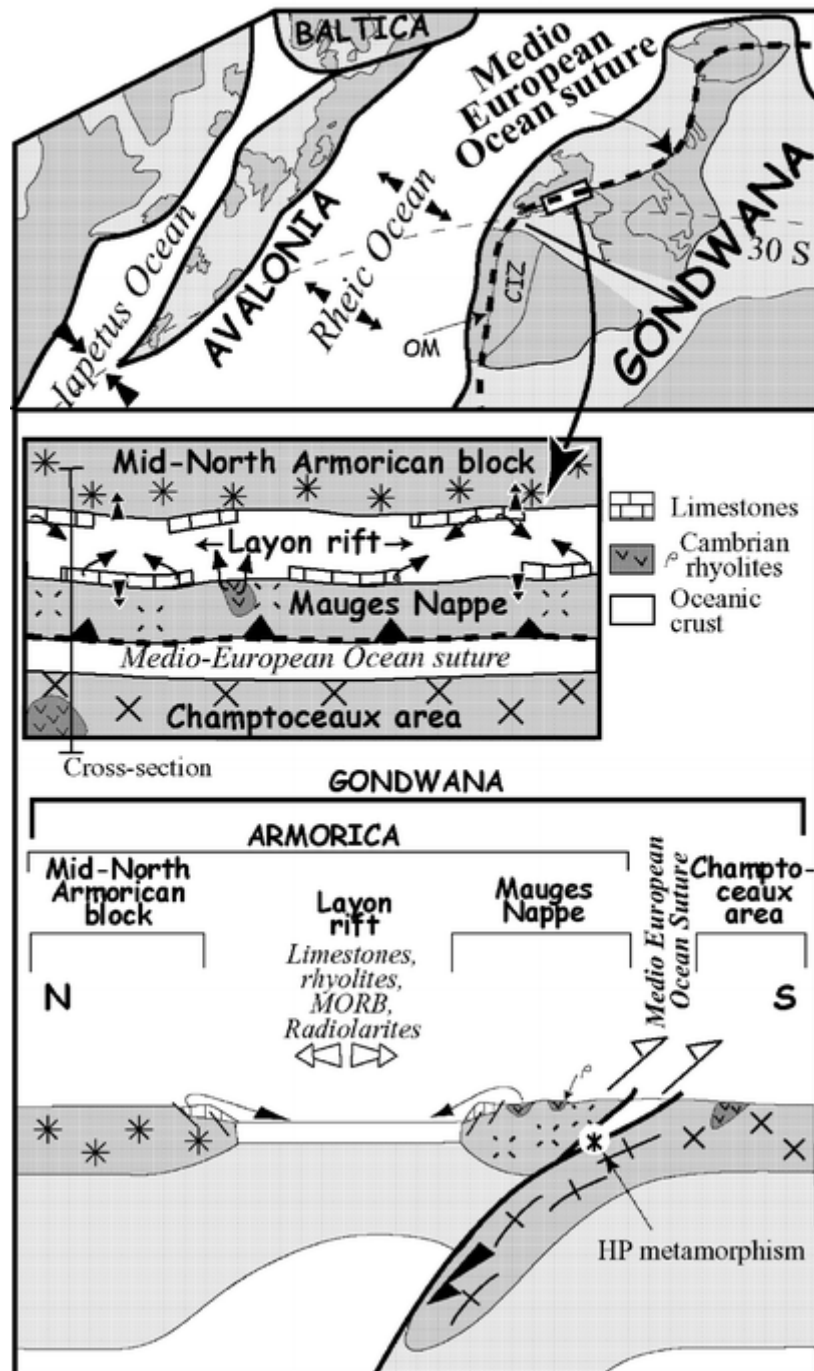 BALTICA
Medio
European
Ocean suture
Iapetus Ocean
AVALONIA
Rheic Ocean
GONDWANA
30 S
CIZ
OM
Mid-North Armorican block
Layon rift
Mauges Nappe
Medio-European Ocean suture
Champtoceaux area
Cross-section
Limestones
ρ Cambrian
rhyolites
Oceanic
crust
GONDWANA
ARMORICA
Mid-North
Armorican
block
Layon
rift
Limestones,
rhyolites,
MORB,
Radiolarites
Mauges
Nappe
Medio European
Ocean Suture
Champto-
ceaux
area
N
S
ρ
HP metamorphism